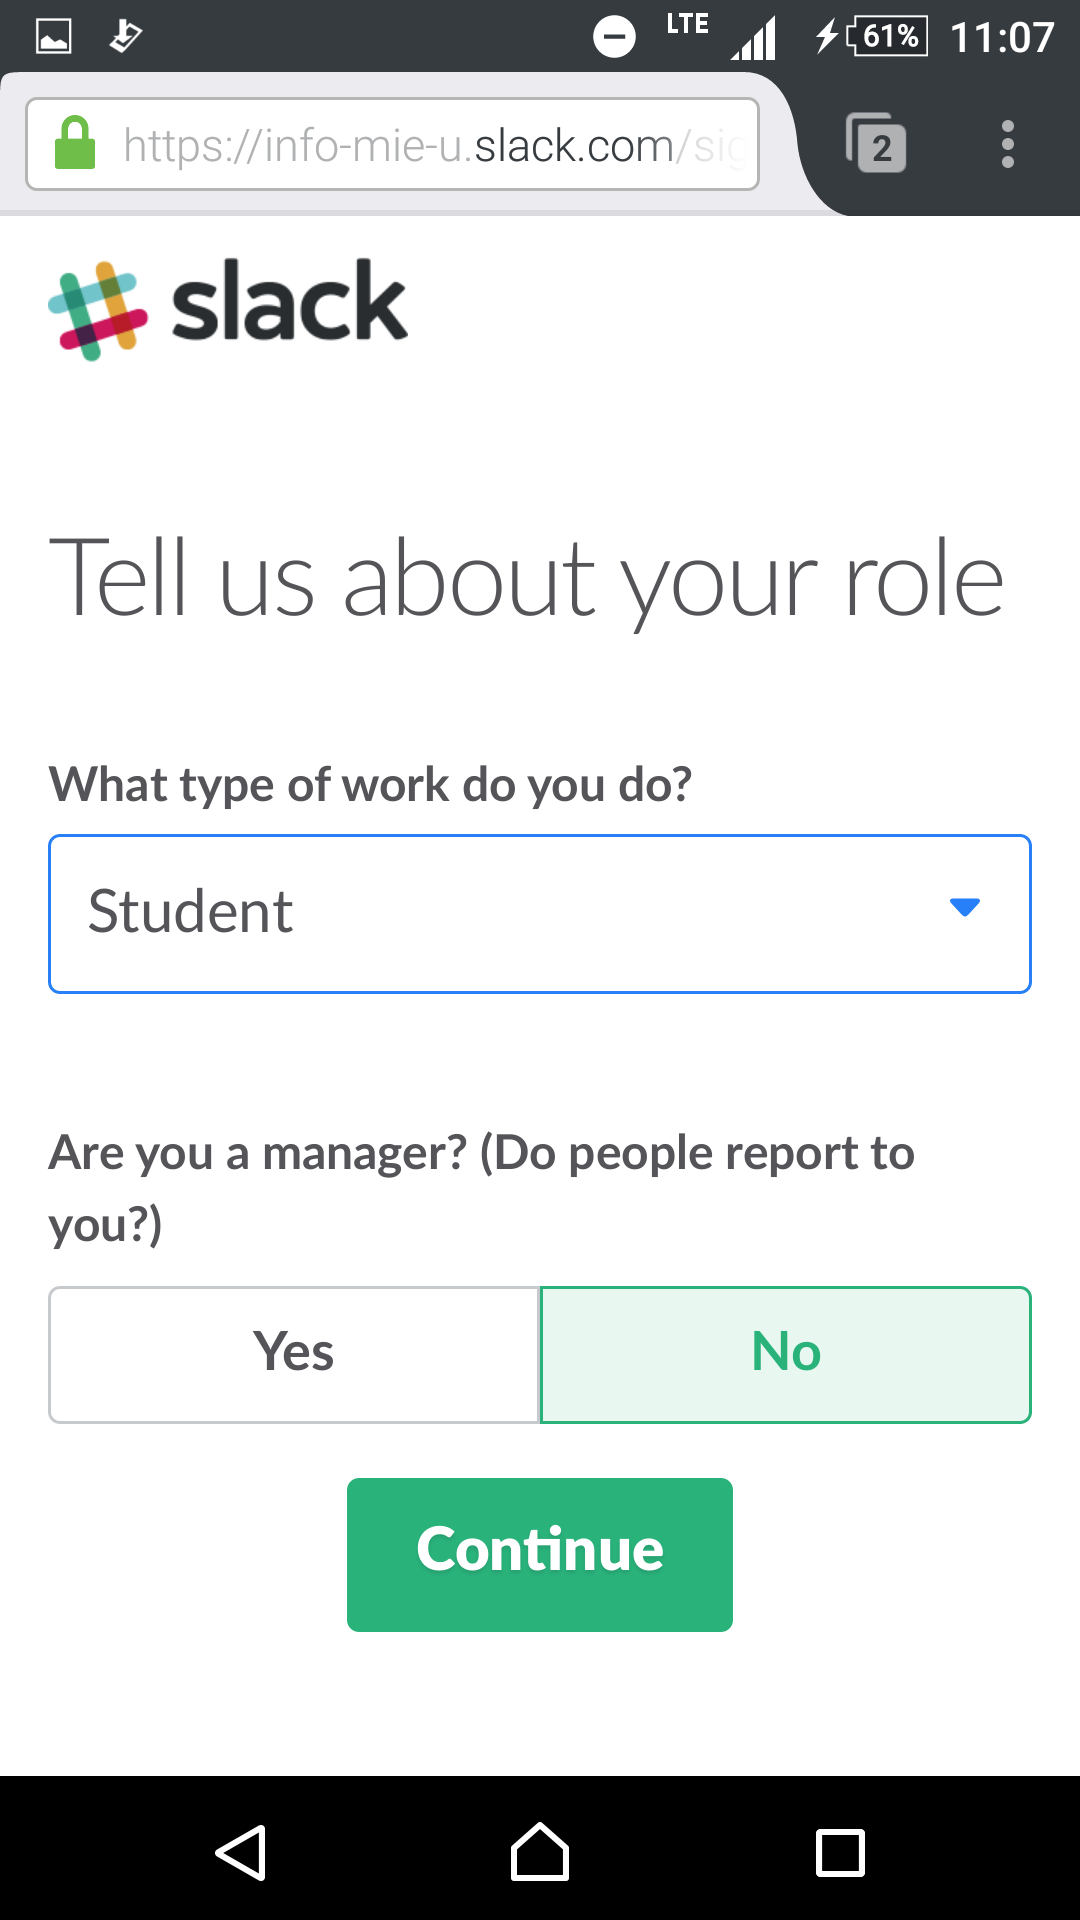 LTE 61% 11:07
https://info-mie-u.slack.com/sig
2
slack
Tell us about your role
What type of work do you do?
Student
Are you a manager? (Do people report to
you?)
Yes No
Continue